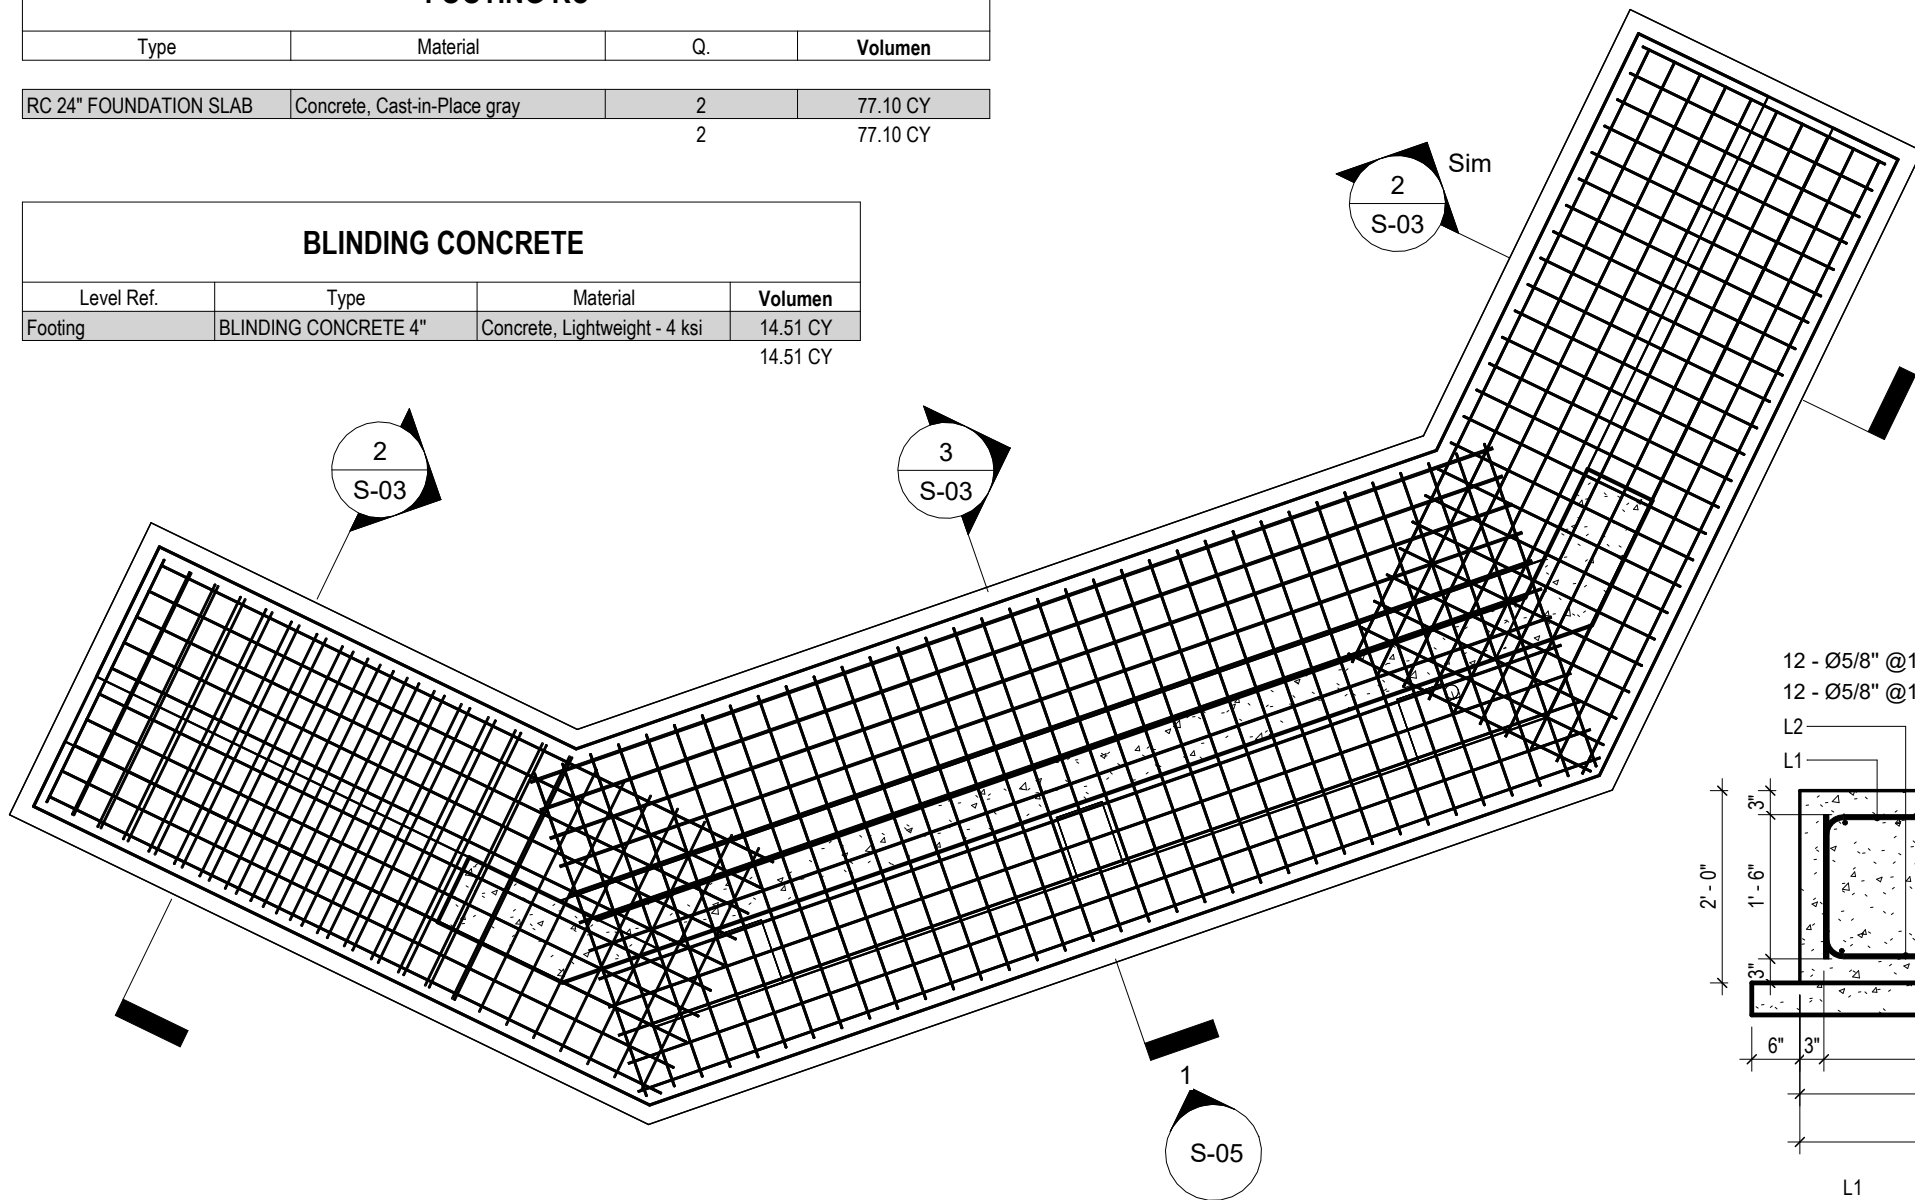 Type Material Q. Volumen
RC 24" FOUNDATION SLAB Concrete, Cast-in-Place gray 2 77.10 CY
2 77.10 CY
BLINDING CONCRETE
Level Ref. Type Material Volumen
Footing BLINDING CONCRETE 4" Concrete, Lightweight - 4 ksi 14.51 CY
14.51 CY
2
S-03
Sim
2
S-03
3
S-03
12 - Ø5/8" @1
12 - Ø5/8" @1
L2
L1
3"
2' - 0"
1' - 6"
3"
6" 3"
1
S-05
L1